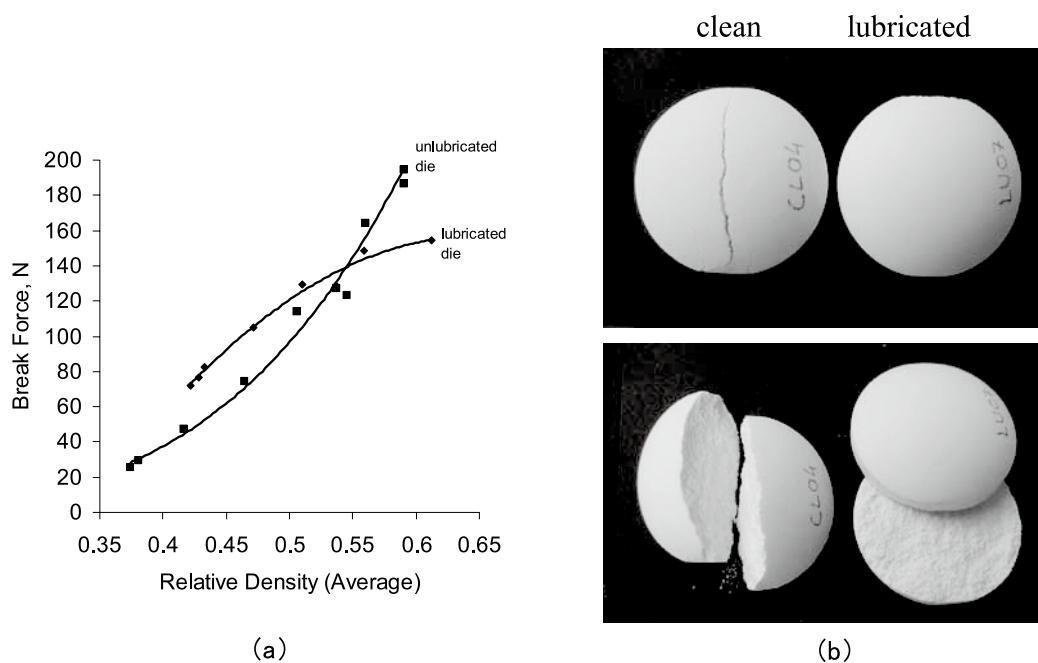 clean lubricated
200
180
160
140
120
100
80
60
40
20
0
Break Force, N
unlubricated
die
lubricated
die
0.35 0.4 0.45 0.5 0.55 0.6 0.65
Relative Density (Average)
(a)
CL04
LU07
CL04
LU07
(b)